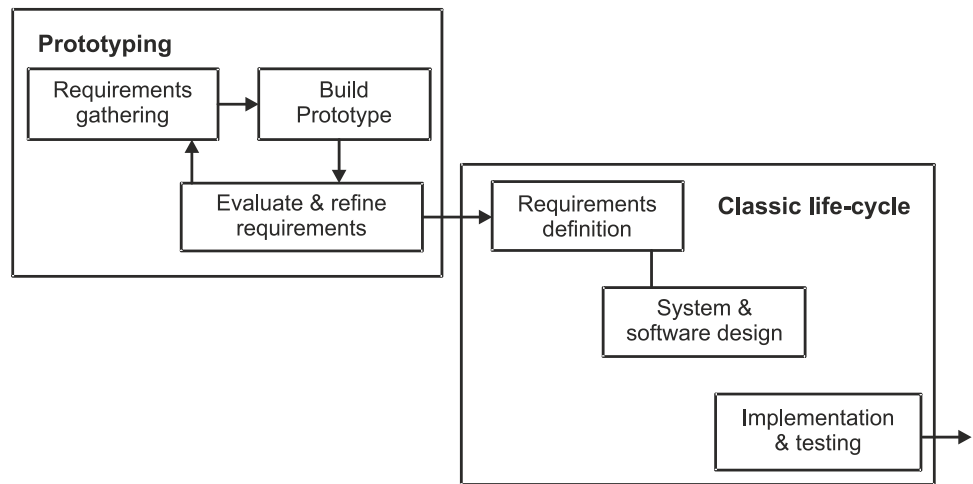 Prototyping
Requirements
gathering
Build
Prototype
Evaluate & refine
requirements
Requirements
definition
Classic life-cycle
System &
software design
Implementation
& testing